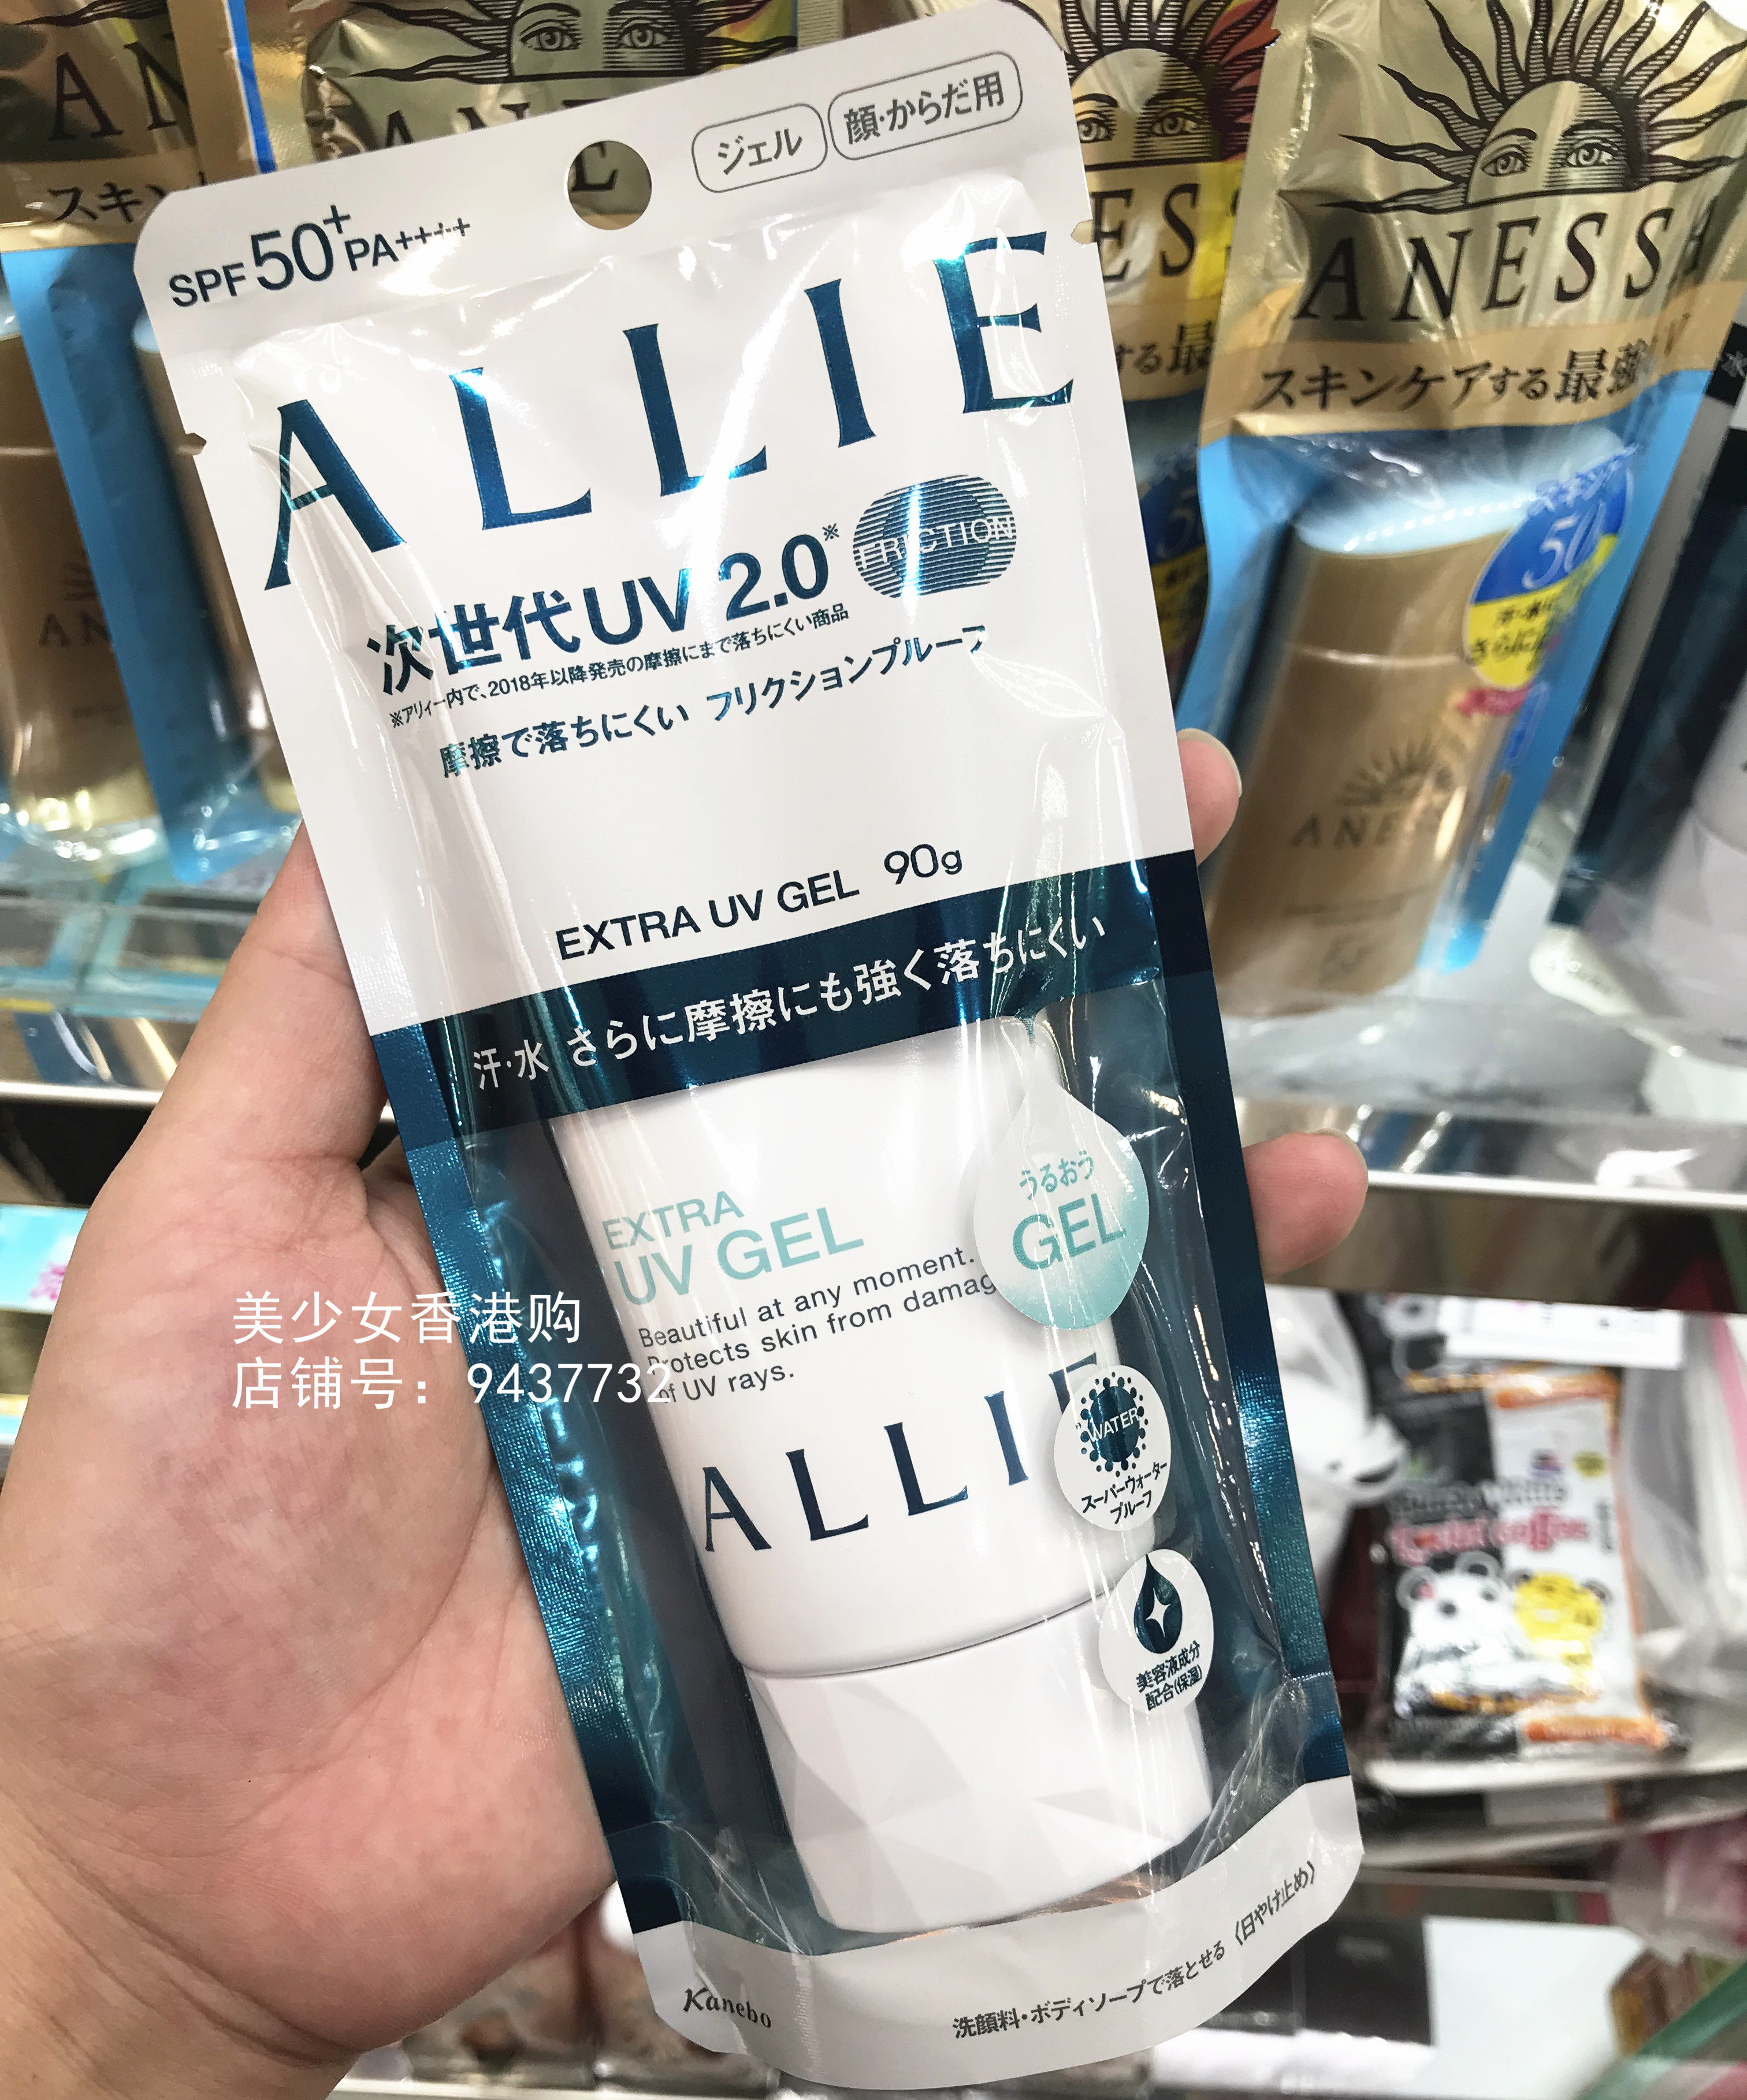 ジェル
顔・からだ用
SPF50+ PA++++
ALLIE
次世代UV 2.0※
FRICTION
※アリィー内で、2018年以降発売の摩擦にまで落ちにくい商品
摩擦で落ちにくい フリクションプルーフ
EXTRA UV GEL 90g
汗・水 さらに摩擦にも強く落ちにくい
うるおう
GEL
EXTRA
UV GEL
Beautiful at any moment.
Protects skin from damag
of UV rays.
ALLIE
WATER
スーパーウォーター
プルーフ
美容液成分
配合(保湿)
Kanebo
洗顔料・ボディソープで落とせる〈日やけ止め〉
美少女香港购
店铺号：9437732
ANESSA
スキンケアする最強
ANESS
する最
スキン
50